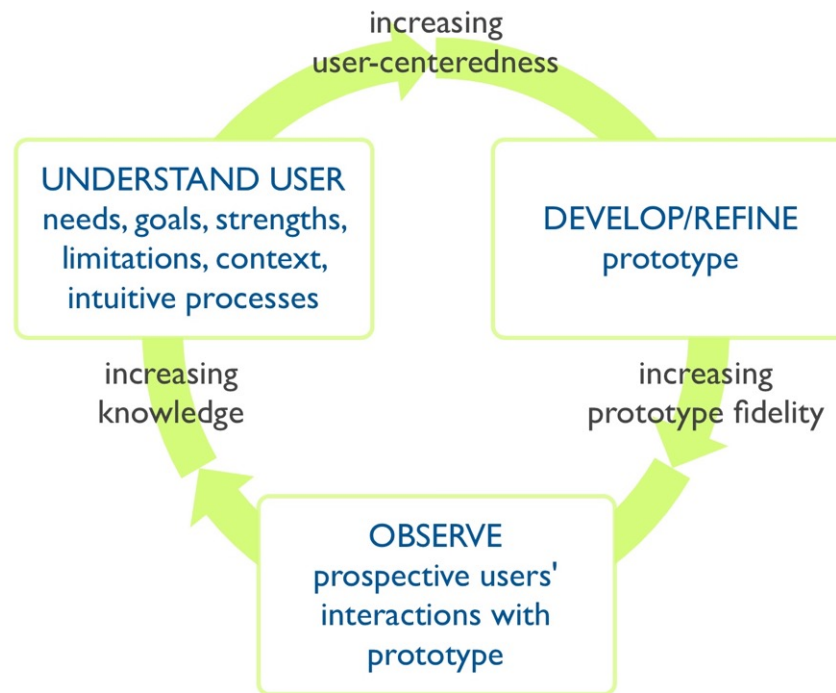 increasing
user-centeredness
UNDERSTAND USER
needs, goals, strengths,
limitations, context,
intuitive processes
DEVELOP/REFINE
prototype
increasing
prototype fidelity
OBSERVE
prospective users'
interactions with
prototype
increasing
knowledge